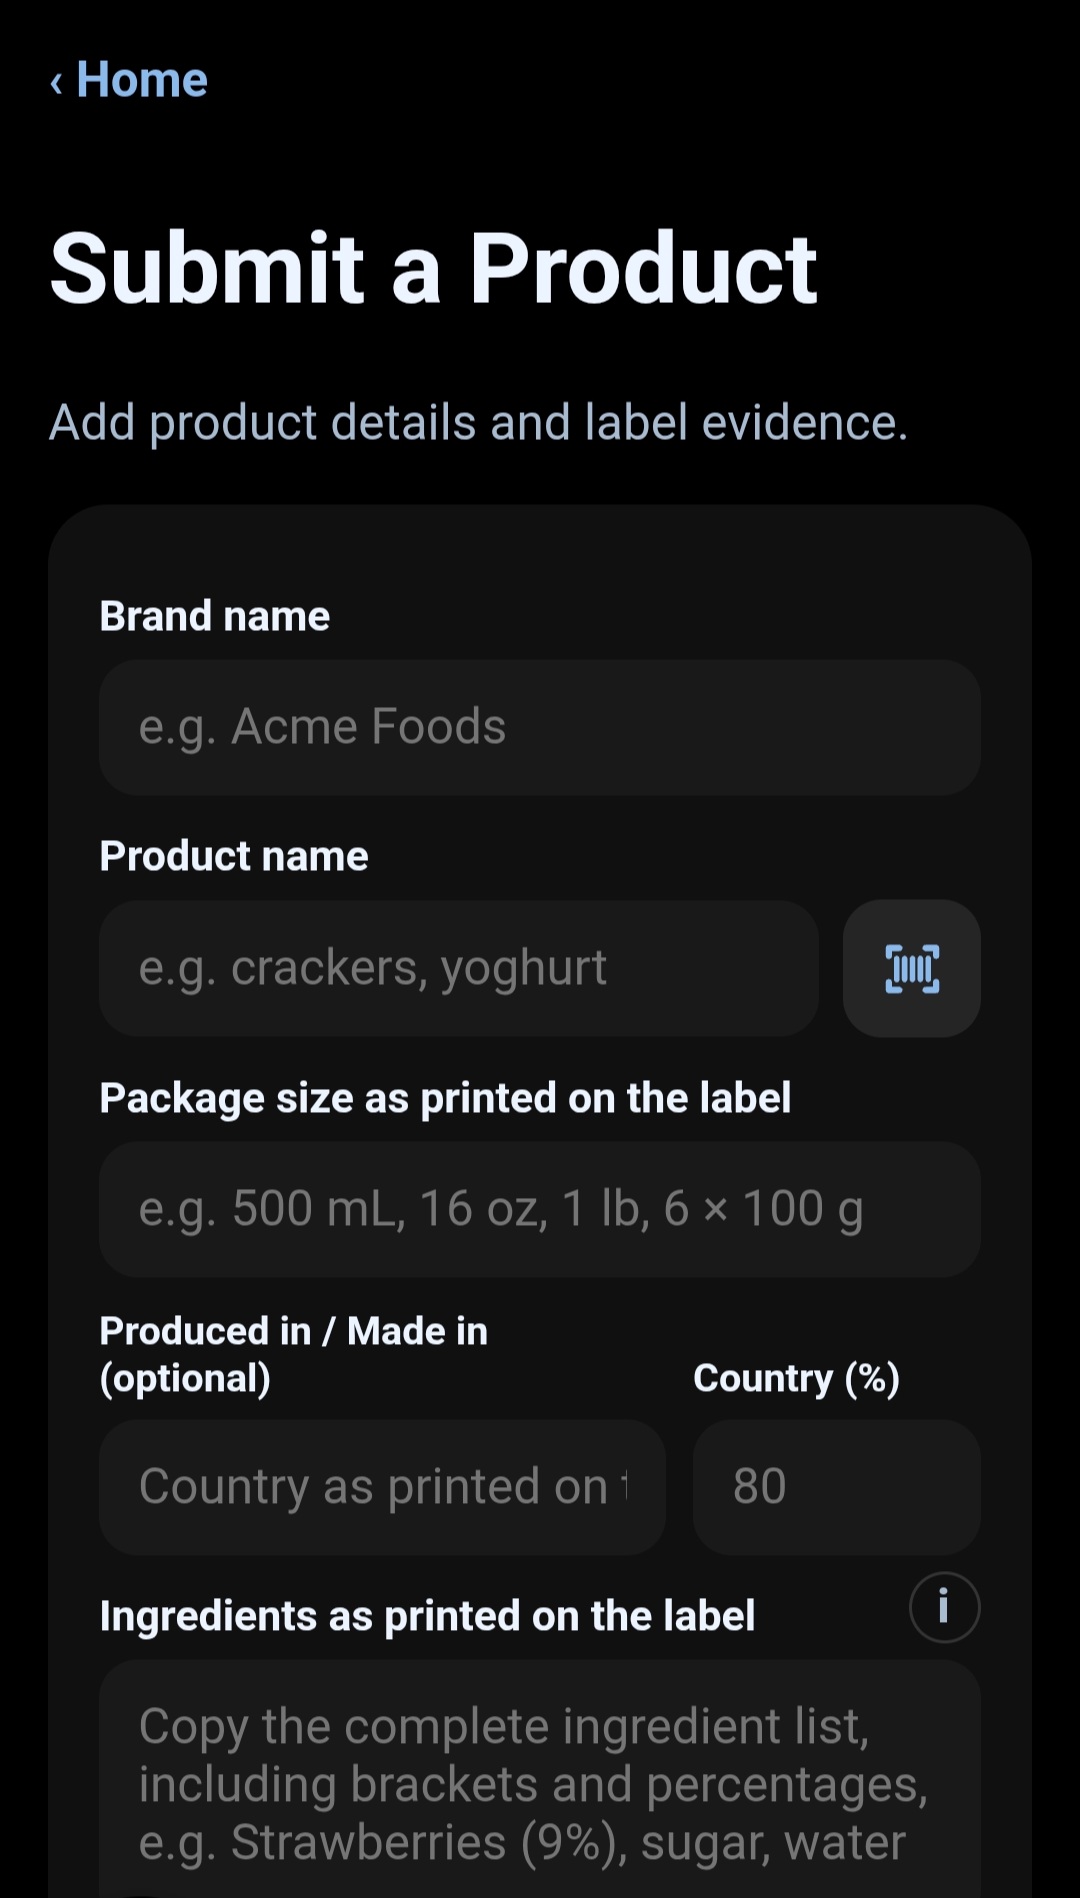 ‹ Home
Submit a Product
Add product details and label evidence.
Brand name
e.g. Acme Foods
Product name
e.g. crackers, yoghurt
Package size as printed on the label
e.g. 500 mL, 16 oz, 1 lb, 6 × 100 g
Produced in / Made in
(optional)
Country (%)
Country as printed on
80
Ingredients as printed on the label
i
Copy the complete ingredient list,
including brackets and percentages,
e.g. Strawberries (9%), sugar, water